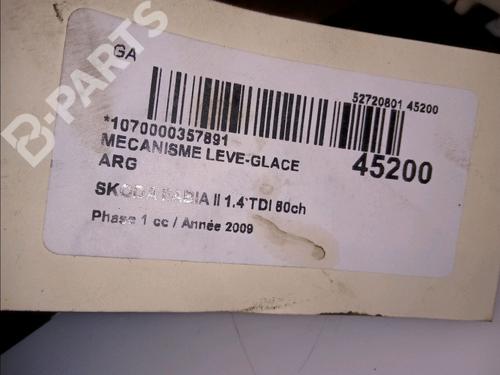 B-PARTS
GA
52720801 45200
*1070000357891
MECANISME LEVE-GLACE 45200
ARG
SKODA FABIA II 1.4 TDI 80ch
Phase 1 cc / Année 2009